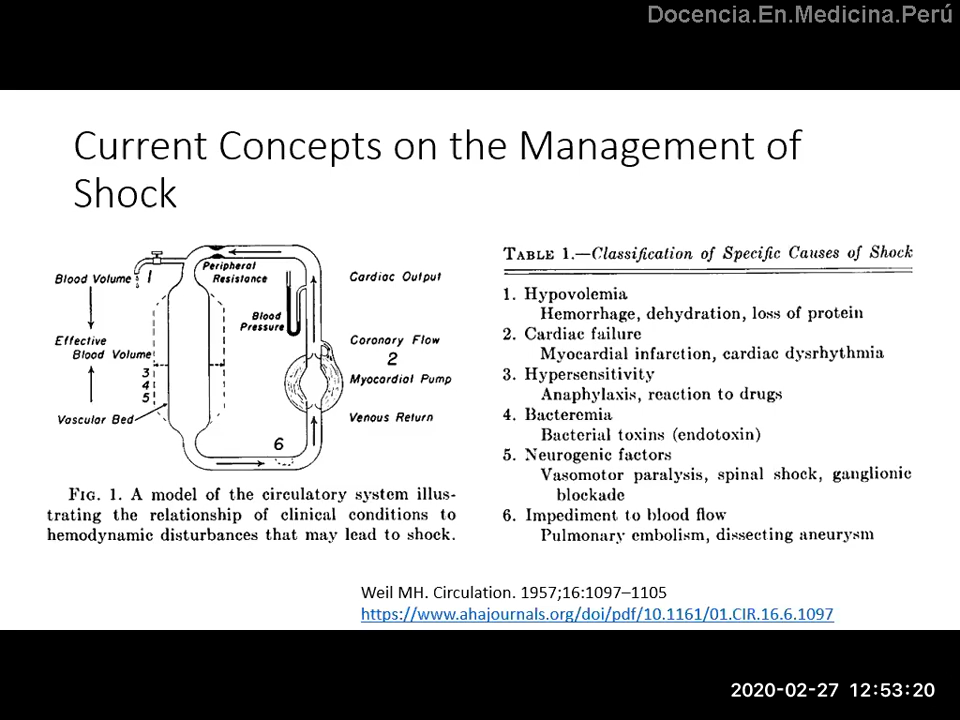 Docencia.En.Medicina.Perú
Current Concepts on the Management of
Shock
Blood Volume 1
Effective
Blood Volume
3
4
5
Vascular Bed
Peripheral
Resistance
Blood
Pressure
6
Cardiac Output
Coronary Flow
2
Myocardial Pump
Venous Return
FIG. 1. A model of the circulatory system illus-
trating the relationship of clinical conditions to
hemodynamic disturbances that may lead to shock.
TABLE 1.—Classification of Specific Causes of Shock
1. Hypovolemia
Hemorrhage, dehydration, loss of protein
2. Cardiac failure
Myocardial infarction, cardiac dysrhythmia
3. Hypersensitivity
Anaphylaxis, reaction to drugs
4. Bacteremia
Bacterial toxins (endotoxin)
5. Neurogenic factors
Vasomotor paralysis, spinal shock, ganglionic
blockade
6. Impediment to blood flow
Pulmonary embolism, dissecting aneurysm
Weil MH. Circulation. 1957;16:1097–1105
https://www.ahajournals.org/doi/pdf/10.1161/01.CIR.16.6.1097
2020-02-27 12:53:20